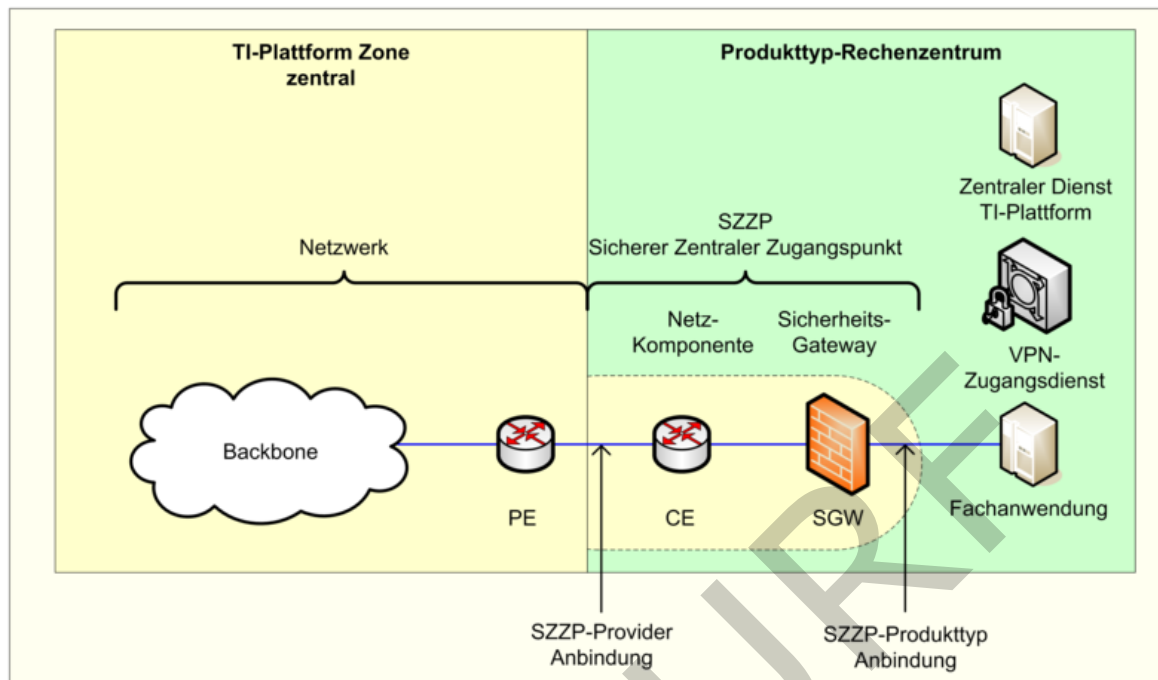 TI-Plattform Zone
zentral
Produkttyp-Rechenzentrum
Zentraler Dienst
TI-Plattform
SZZP
Sicherer Zentraler Zugangspunkt
Netzwerk
Netz-
Komponente
Sicherheits-
Gateway
VPN-
Zugangsdienst
Backbone
PE
CE
SGW
Fachanwendung
SZZP-Provider
Anbindung
SZZP-Produkttyp
Anbindung